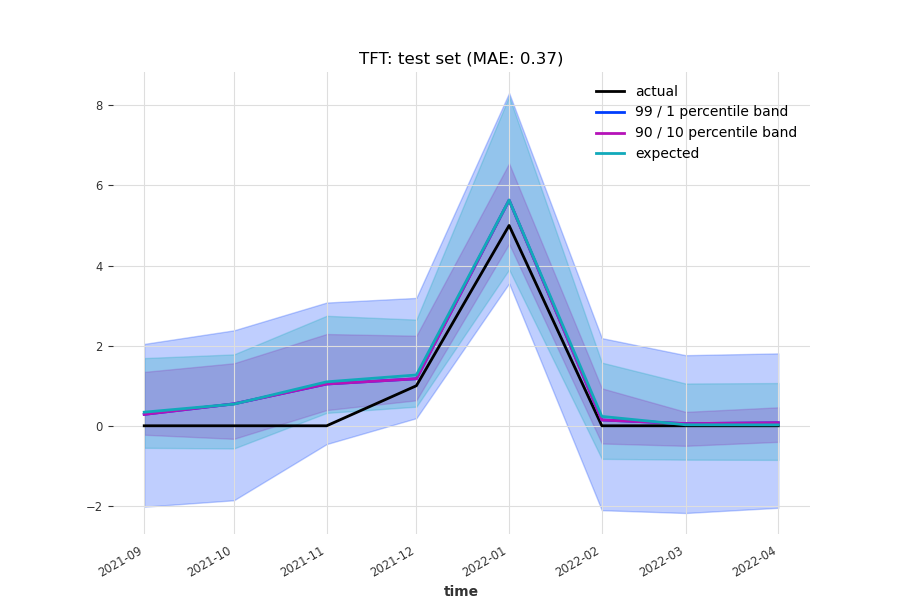 TFT: test set (MAE: 0.37)
actual
99 / 1 percentile band
90 / 10 percentile band
expected
8
6
4
2
0
−2
2021-09
2021-10
2021-11
2021-12
2022-01
2022-02
2022-03
2022-04
time